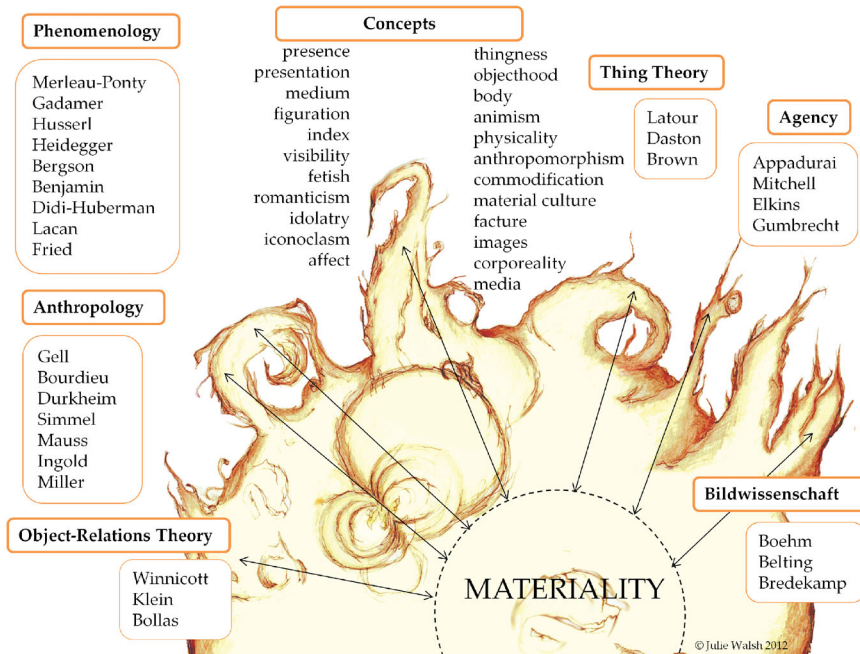 Phenomenology
Merleau-Ponty
Gadamer
Husserl
Heidegger
Bergson
Benjamin
Didi-Huberman
Lacan
Fried
Concepts
presence
presentation
medium
figuration
index
visibility
fetish
romanticism
idolatry
iconoclasm
affect
thingness
objecthood
body
animism
physicality
anthropomorphism
commodification
material culture
facture
images
corporeality
media
Thing Theory
Latour
Daston
Brown
Agency
Appadurai
Mitchell
Elkins
Gumbrecht
Anthropology
Gell
Bourdieu
Durkheim
Simmel
Mauss
Ingold
Miller
Object-Relations Theory
Winnicott
Klein
Bollas
Bildwissenschaft
Boehm
Belting
Bredekamp
MATERIALITY
© Julie Walsh 2012